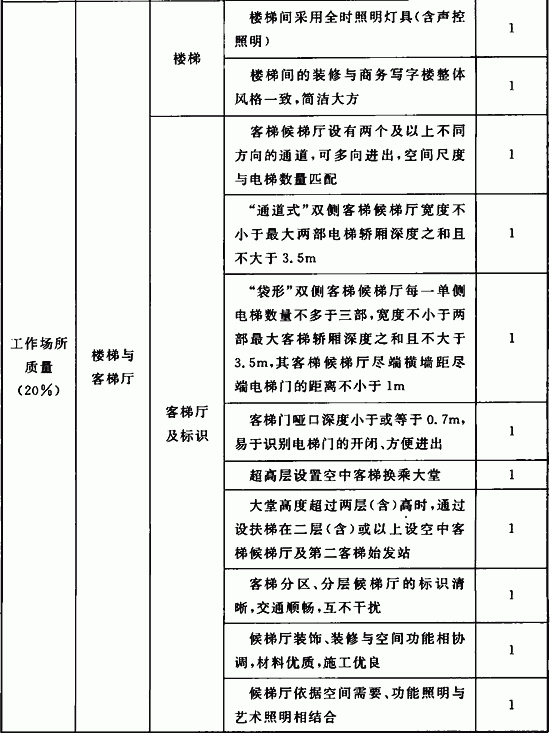 楼梯间采用全时照明灯具(含声控
照明)
1
楼梯
楼梯间的装修与商务写字楼整体
风格一致,简洁大方
1
客梯候梯厅设有两个及以上不同
方向的通道,可多向进出,空间尺度
与电梯数量匹配
1
“通道式”双侧客梯候梯厅宽度不
小于最大两部电梯轿厢深度之和且
不大于3.5m
1
“袋形”双侧客梯候梯厅每一单侧
电梯数量不多于三部,宽度不小于两
部最大客梯轿厢深度之和且不大于
3.5m,其客梯候梯厅尽端横墙距尽
端电梯门的距离不小于1m
1
工作场所
质量
(20%)
楼梯与
客梯厅
客梯厅
及标识
客梯门哑口深度小于或等于0.7m,
易于识别电梯门的开闭、方便进出
1
超高层设置空中客梯换乘大堂
1
大堂高度超过两层(含)高时,通过
设扶梯在二层(含)或以上设空中客
梯候梯厅及第二客梯始发站
1
客梯分区、分层候梯厅的标识清
晰,交通顺畅,互不干扰
1
候梯厅装饰、装修与空间功能相协
调,材料优质,施工优良
1
候梯厅依据空间需要、功能照明与
艺术照明相结合
1